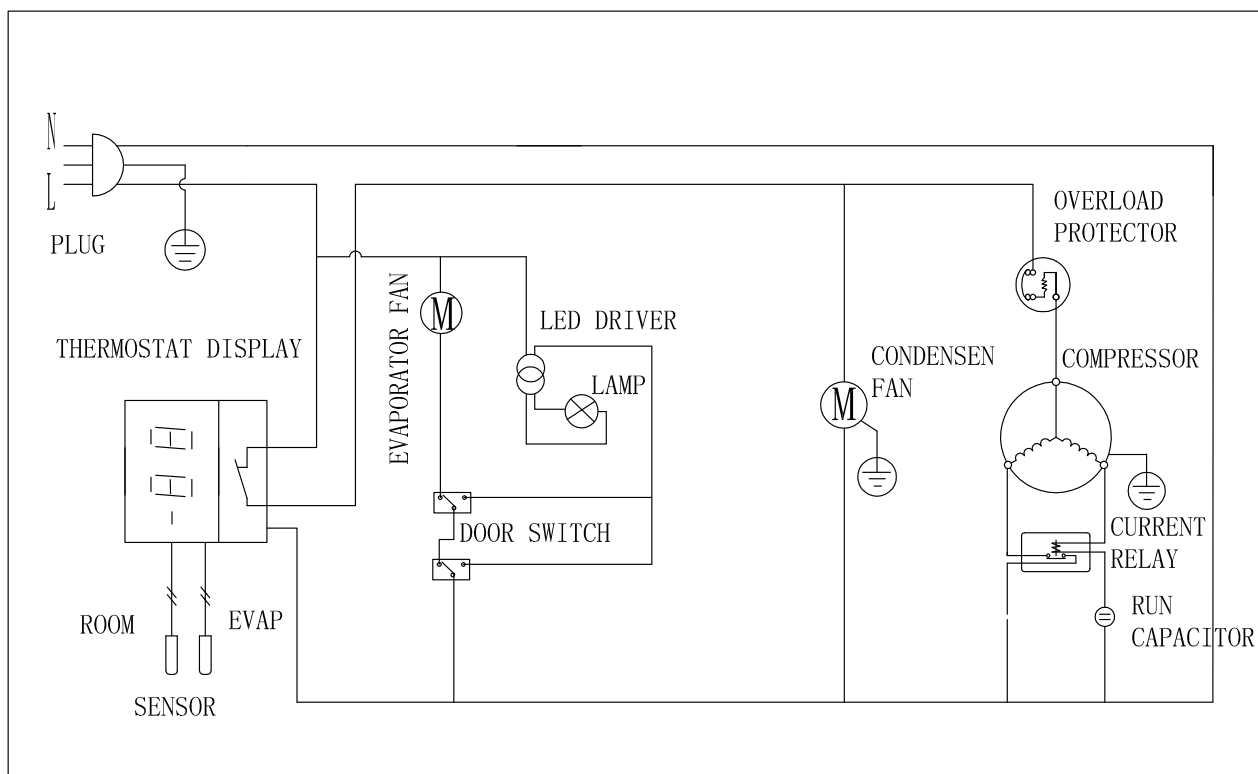 N
L
PLUG
OVERLOAD
PROTECTOR
EVAPORATOR FAN
M
LED DRIVER
THERMOSTAT DISPLAY
LAMP
CONDENSEN
FAN
M
COMPRESSOR
DOOR SWITCH
CURRENT
RELAY
ROOM
EVAP
RUN
CAPACITOR
SENSOR